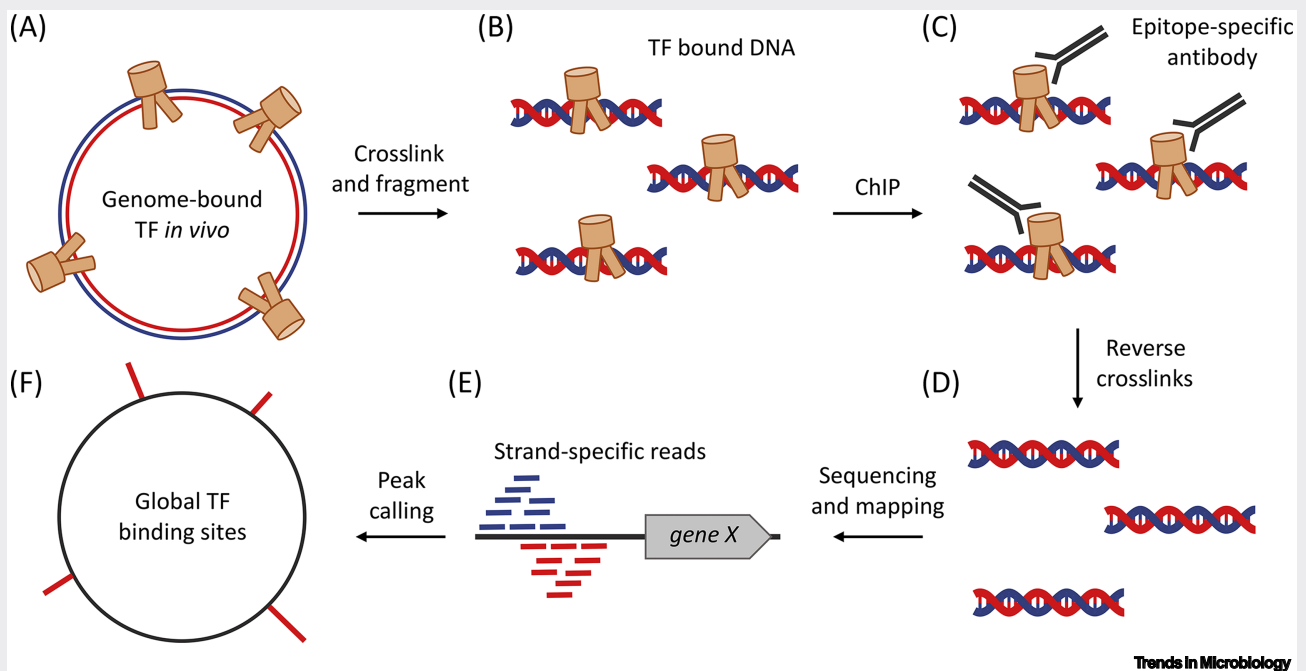 (A)
Genome-bound
TF in vivo
Crosslink
and fragment
(B)
TF bound DNA
ChIP
(C)
Epitope-specific
antibody
Reverse
crosslinks
(D)
Sequencing
and mapping
(E)
Strand-specific reads
gene X
Peak
calling
(F)
Global TF
binding sites
Trends in Microbiology